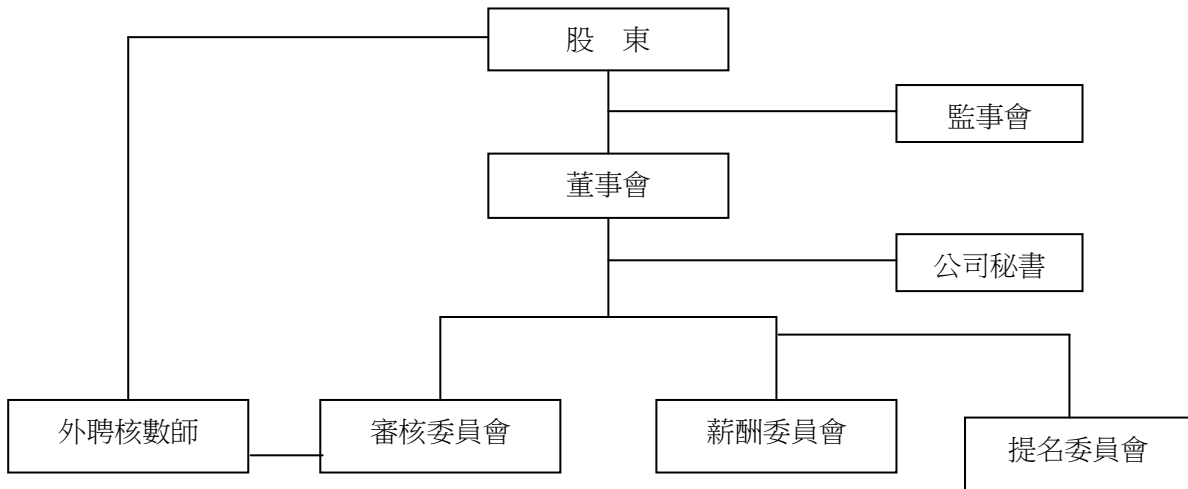 股　東
監事會
董事會
公司秘書
外聘核數師
審核委員會
薪酬委員會
提名委員會